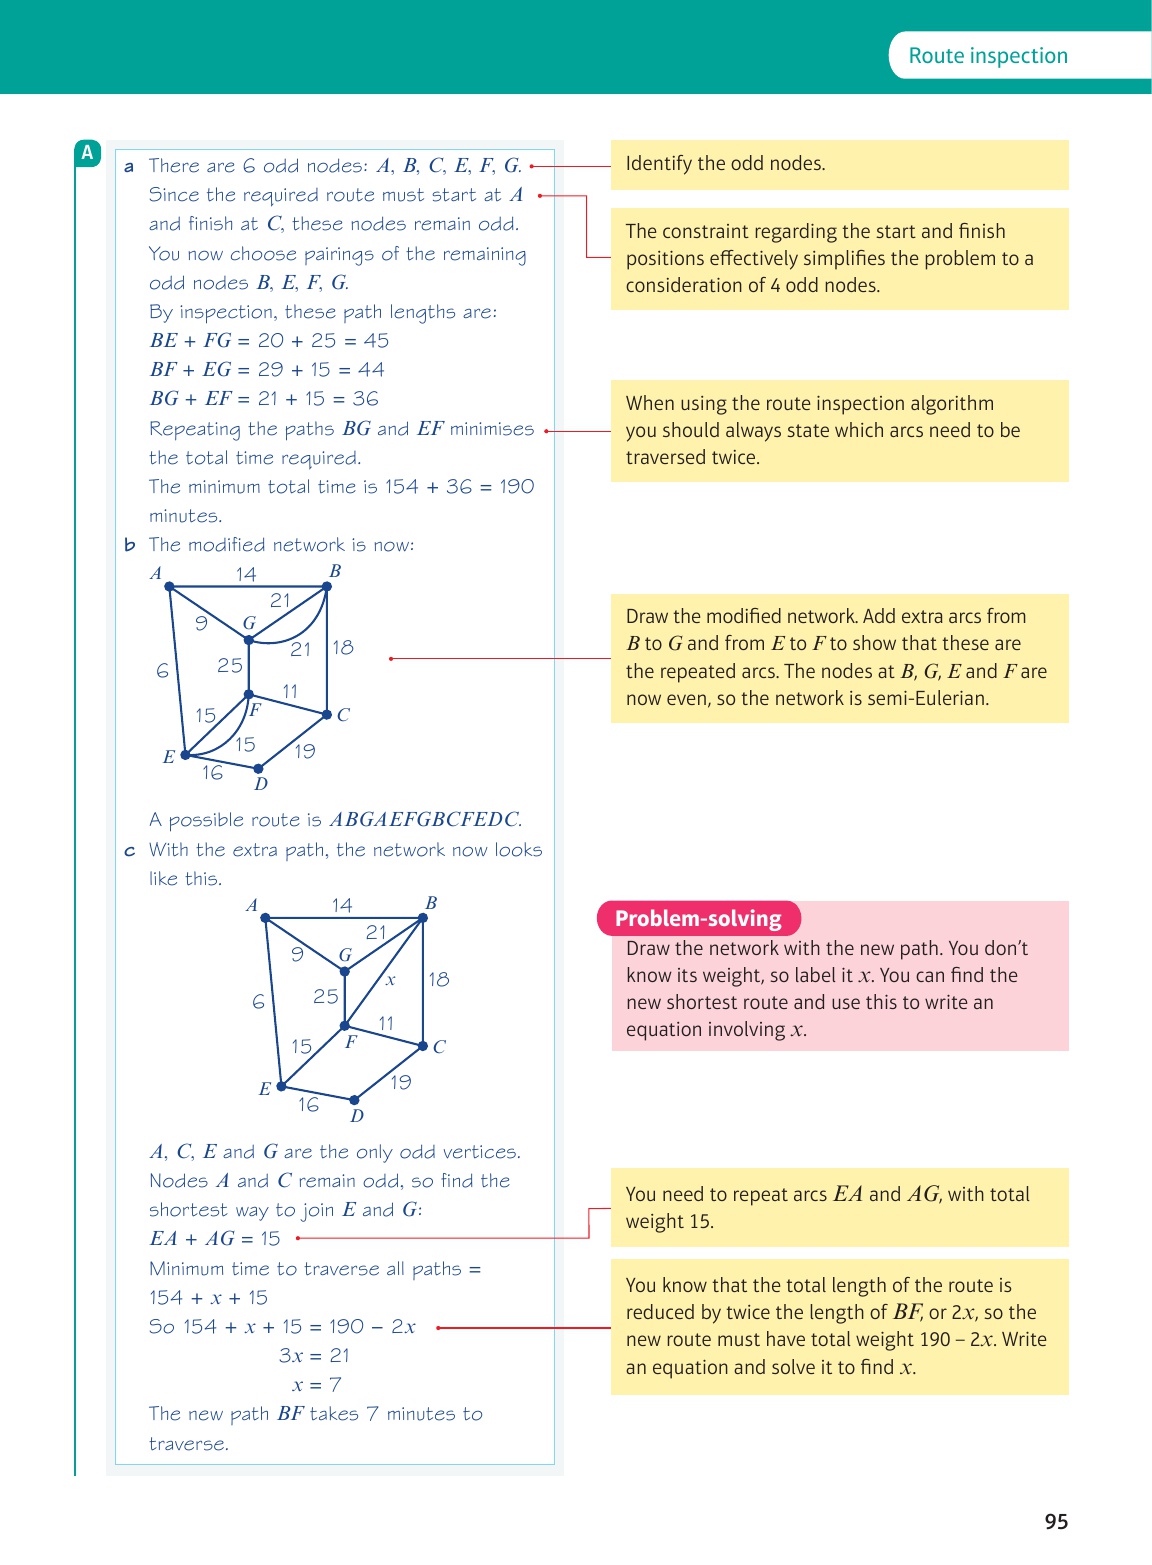 Route inspection
A
a There are 6 odd nodes: A, B, C, E, F, G.
Since the required route must start at A
and finish at C, these nodes remain odd.
You now choose pairings of the remaining
odd nodes B, E, F, G.
By inspection, these path lengths are:
BE + FG = 20 + 25 = 45
BF + EG = 29 + 15 = 44
BG + EF = 21 + 15 = 36
Repeating the paths BG and EF minimises
the total time required.
The minimum total time is 154 + 36 = 190
minutes.
Identify the odd nodes.
The constraint regarding the start and finish
positions effectively simplifies the problem to a
consideration of 4 odd nodes.
When using the route inspection algorithm
you should always state which arcs need to be
traversed twice.
b The modified network is now:
A 14 B
21
9 G
21 18
25
6
11
15 F C
15
19
E
16
D
Draw the modified network. Add extra arcs from
B to G and from E to F to show that these are
the repeated arcs. The nodes at B, G, E and F are
now even, so the network is semi-Eulerian.
A possible route is ABGAEFGBCFEDC.
c With the extra path, the network now looks
like this.
A 14 B
21
9 G
x 18
25
6
11
15 F C
19
E
16
D
Problem-solving
Draw the network with the new path. You don't
know its weight, so label it x. You can find the
new shortest route and use this to write an
equation involving x.
A, C, E and G are the only odd vertices.
Nodes A and C remain odd, so find the
shortest way to join E and G:
EA + AG = 15
Minimum time to traverse all paths =
154 + x + 15
So 154 + x + 15 = 190 – 2x
3x = 21
x = 7
The new path BF takes 7 minutes to
traverse.
You need to repeat arcs EA and AG, with total
weight 15.
You know that the total length of the route is
reduced by twice the length of BF, or 2x, so the
new route must have total weight 190 – 2x. Write
an equation and solve it to find x.
95